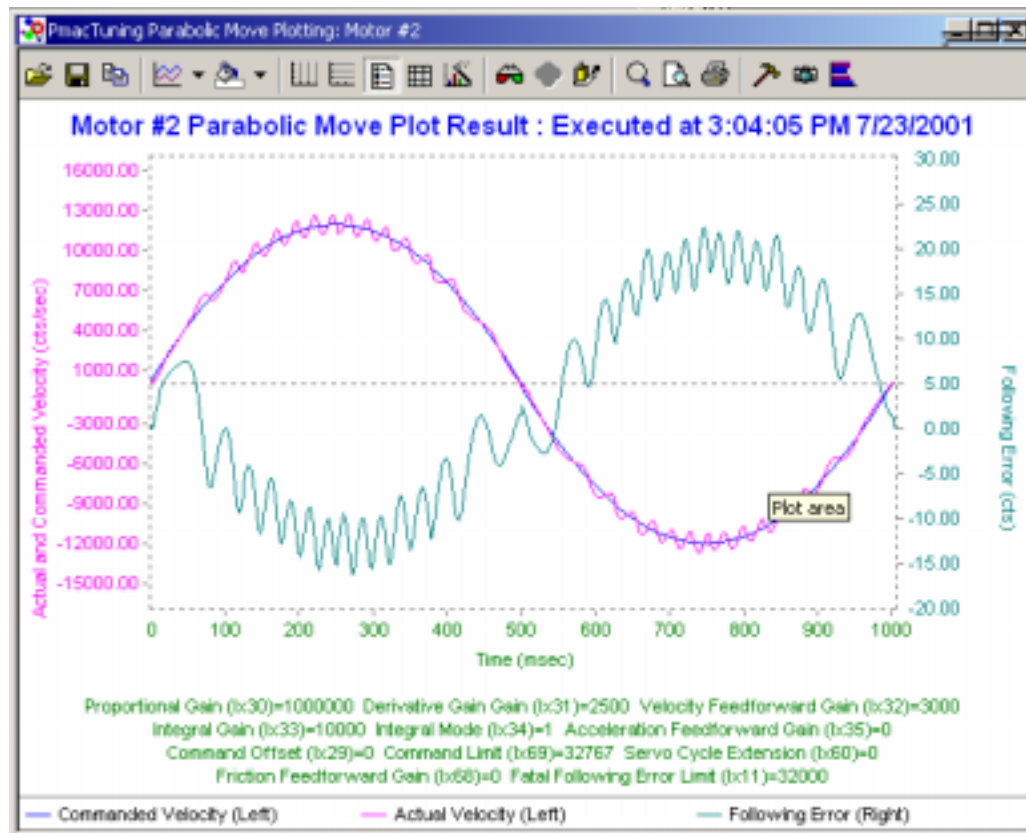 PmacTuning Parabolic Move Plotting: Motor #2
Motor #2 Parabolic Move Plot Result : Executed at 3:04:05 PM 7/23/2001
Actual and Commanded Velocity (cts/sec)
16000.00
13000.00
10000.00
7000.00
4000.00
1000.00
-3000.00
-6000.00
-9000.00
-12000.00
-15000.00
30.00
25.00
20.00
15.00
10.00
5.00
0.00
-5.00
-10.00
-15.00
-20.00
Following Error (cts)
Plot area
0 100 200 300 400 500 600 700 800 900 1000
Time (msec)
Proportional Gain (Ix30)=1000000 Derivative Gain Gain (Ix31)=2500 Velocity Feedforward Gain (Ix32)=3000
Integral Gain (Ix33)=10000 Integral Mode (Ix34)=1 Acceleration Feedforward Gain (Ix35)=0
Command Offset (Ix29)=0 Command Limit (Ix69)=32767 Servo Cycle Extension (Ix60)=0
Friction Feedforward Gain (Ix68)=0 Fatal Following Error Limit (Ix11)=32000
Commanded Velocity (Left) Actual Velocity (Left) Following Error (Right)